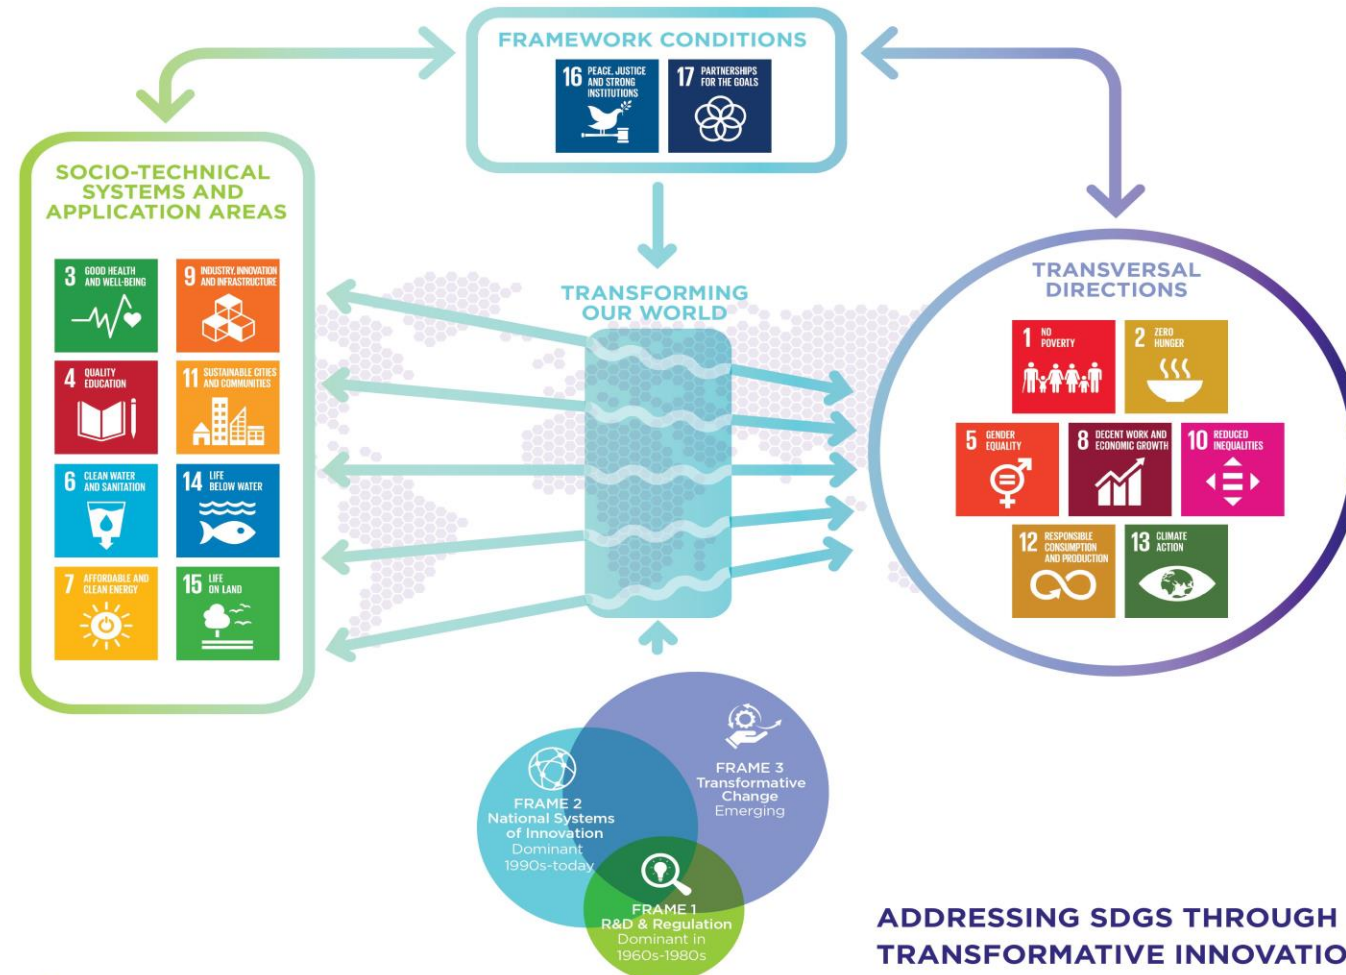 FRAMEWORK CONDITIONS
16 PEACE, JUSTICE
AND STRONG
INSTITUTIONS
17 PARTNERSHIPS
FOR THE GOALS
SOCIO-TECHNICAL
SYSTEMS AND
APPLICATION AREAS
3 GOOD HEALTH
AND WELL-BEING
9 INDUSTRY, INNOVATION
AND INFRASTRUCTURE
4 QUALITY
EDUCATION
11 SUSTAINABLE CITIES
AND COMMUNITIES
6 CLEAN WATER
AND SANITATION
14 LIFE
BELOW WATER
7 AFFORDABLE AND
CLEAN ENERGY
15 LIFE
ON LAND
TRANSFORMING
OUR WORLD
TRANSVERSAL
DIRECTIONS
1 NO
POVERTY
2 ZERO
HUNGER
5 GENDER
EQUALITY
8 DECENT WORK AND
ECONOMIC GROWTH
10 REDUCED
INEQUALITIES
12 RESPONSIBLE
CONSUMPTION
AND PRODUCTION
13 CLIMATE
ACTION
FRAME 3
Transformative
Change
Emerging
FRAME 2
National Systems
of Innovation
Dominant
1990s-today
FRAME 1
R&D & Regulation
Dominant in
1960s-1980s
ADDRESSING SDGS THROUGH
TRANSFORMATIVE INNOVATIO